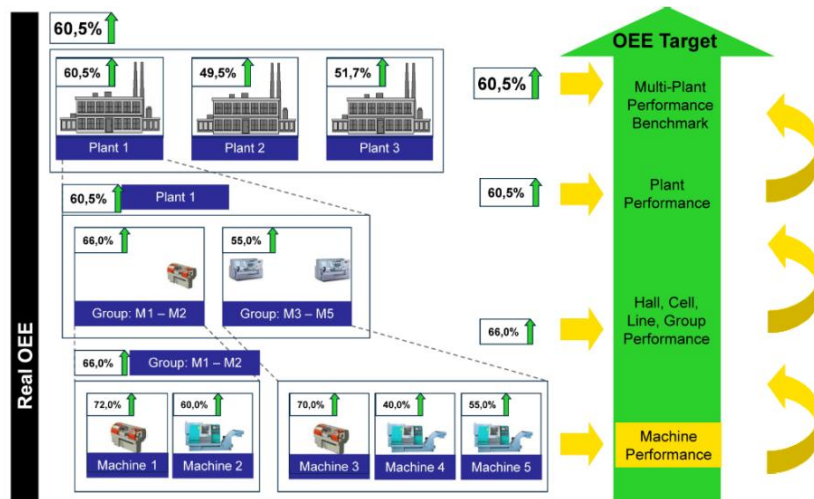 60,5%
OEE Target
60,5%
49,5%
51,7%
60,5%
Multi-Plant
Performance
Benchmark
Plant 1
Plant 2
Plant 3
60,5%
Plant 1
60,5%
Plant
Performance
66,0%
55,0%
Group: M1 – M2
Group: M3 – M5
66,0%
Hall, Cell,
Line, Group
Performance
66,0%
Group: M1 – M2
72,0%
60,0%
70,0%
40,0%
55,0%
Machine 1
Machine 2
Machine 3
Machine 4
Machine 5
Machine
Performance
Real OEE